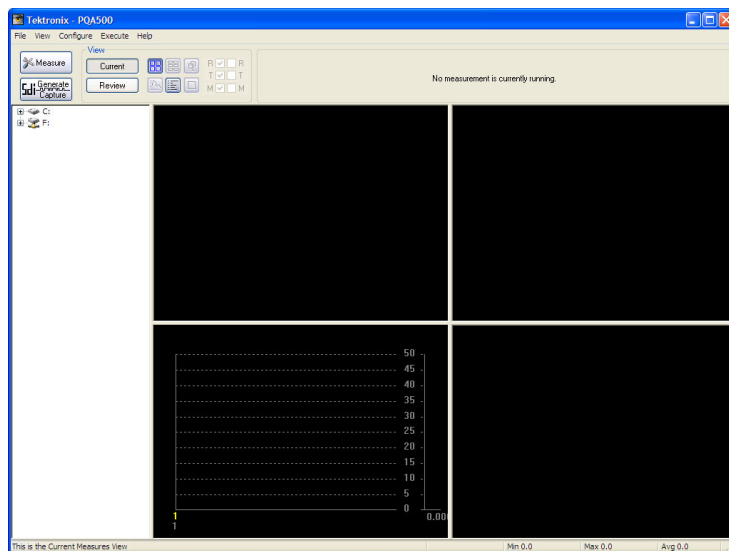 Tektronix - PQA500
File View Configure Execute Help
View
Measure
Current
R R
T T
M M
Sdi Generate
Capture
Review
No measurement is currently running.
C:
F:
50
45
40
35
30
25
20
15
10
5
0
1
1
0.00
This is the Current Measures View
Min 0.0
Max 0.0
Avg 0.0